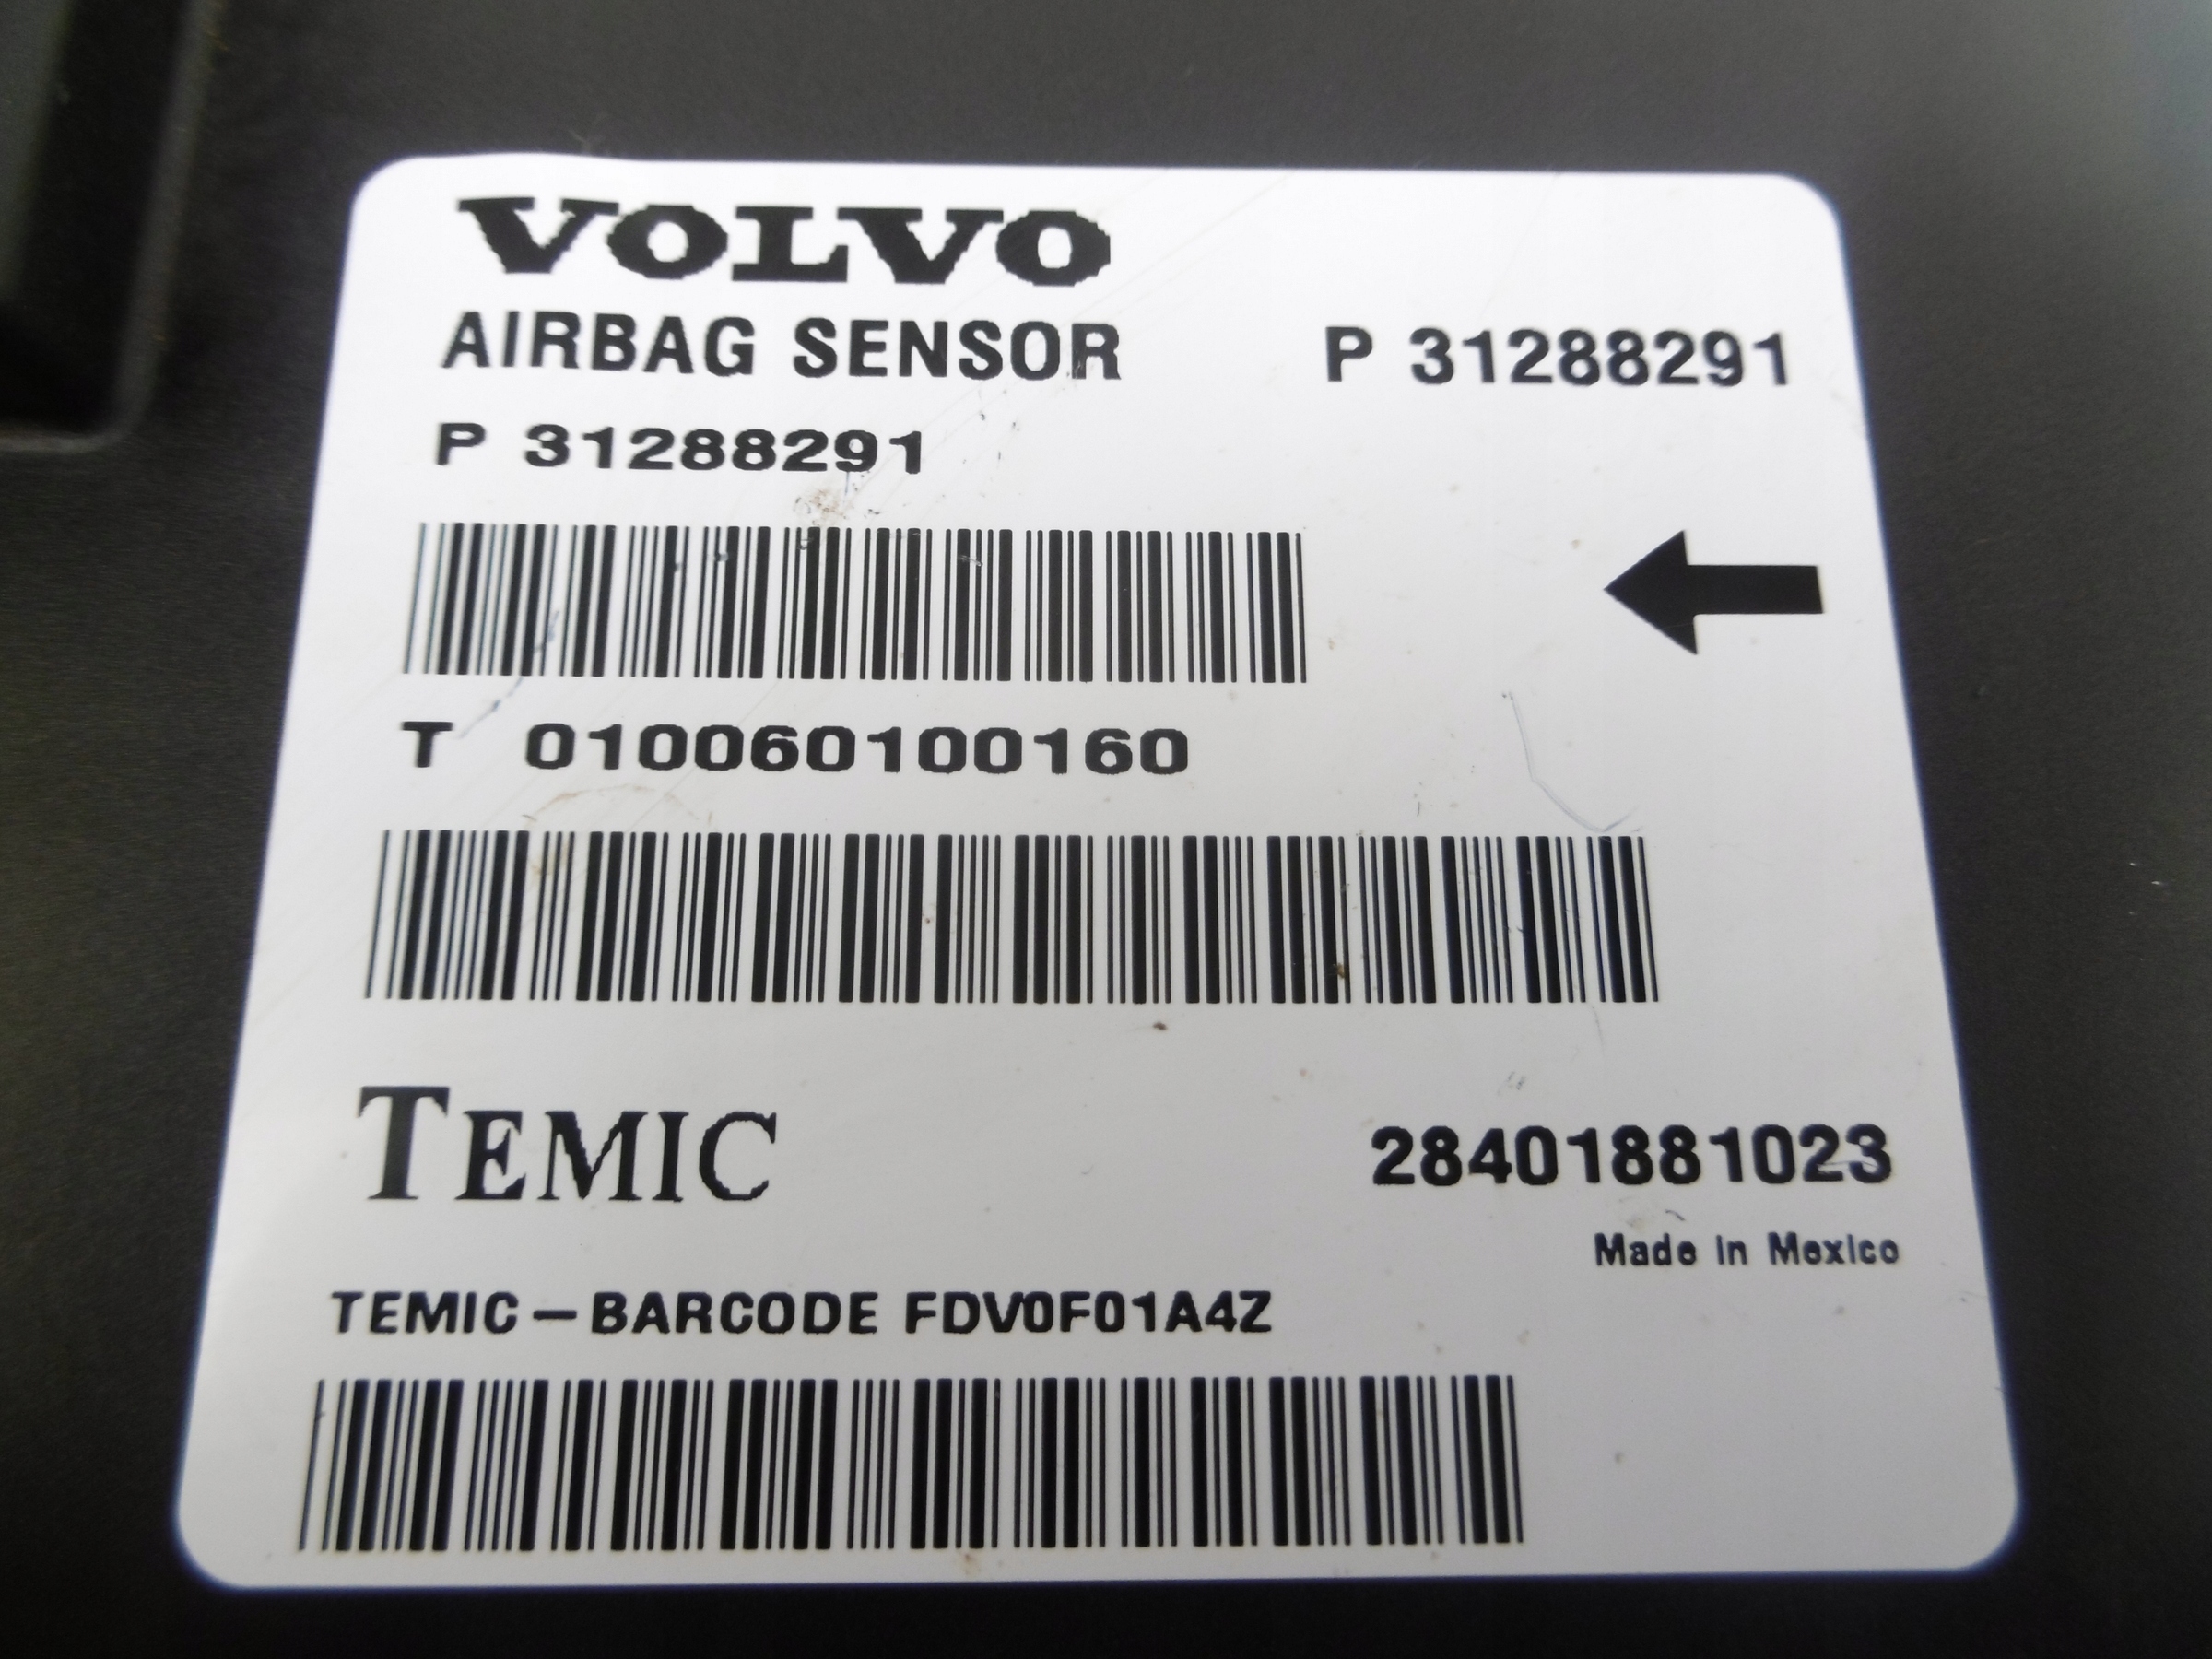 VOLVO
AIRBAG SENSOR P 31288291
P 31288291
T 010060100160
TEMIC 28401881023
Made in Mexico
TEMIC-BARCODE FDV0F01A4Z